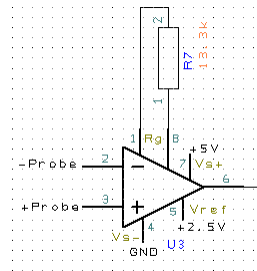 2
R7
13.3k
1
1
Rg
8
7
+5V
Vs+
-Probe
2
-
6
+Probe
3
+
5
Vref
+2.5V
Vs-
4
U3
GND